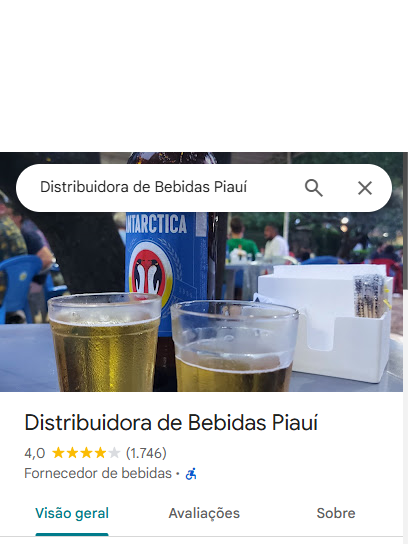 Distribuidora de Bebidas Piauí
ANTARCTICA
Distribuidora de Bebidas Piauí
4,0 (1.746)
Fornecedor de bebidas ·
Visão geral Avaliações Sobre